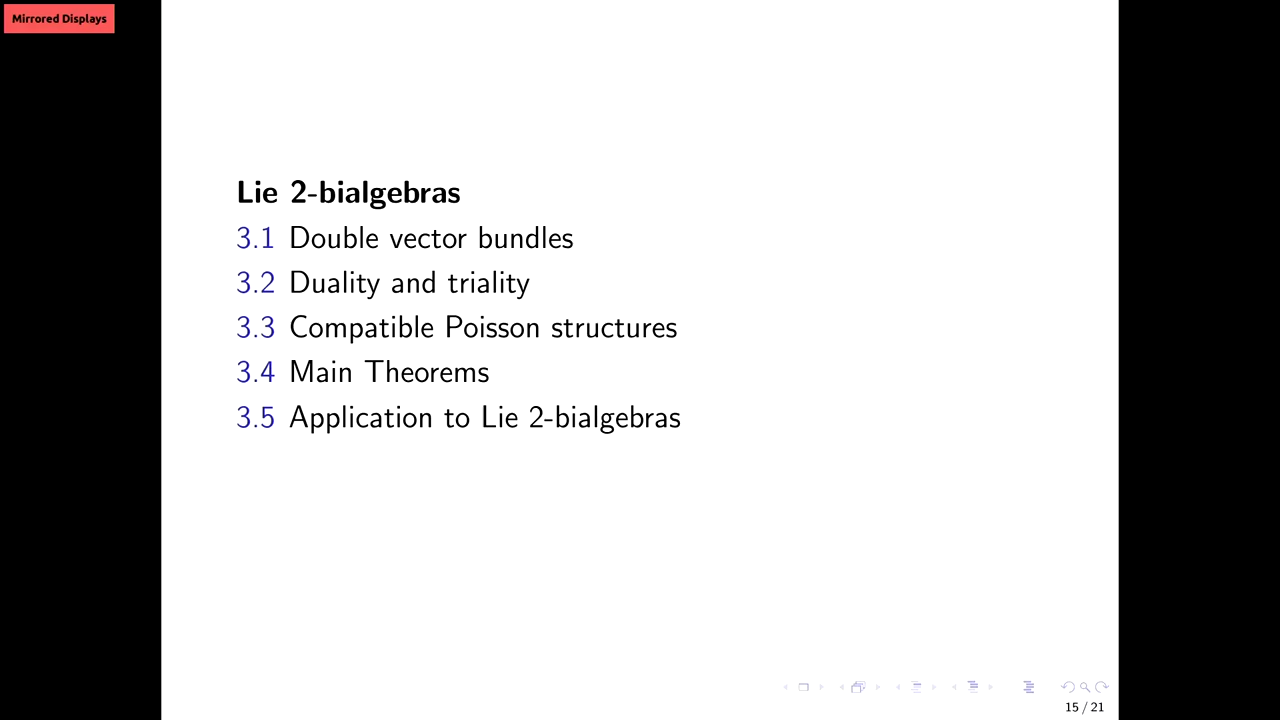 Mirrored Displays
Lie 2-bialgebras
3.1 Double vector bundles
3.2 Duality and triality
3.3 Compatible Poisson structures
3.4 Main Theorems
3.5 Application to Lie 2-bialgebras
15 / 21